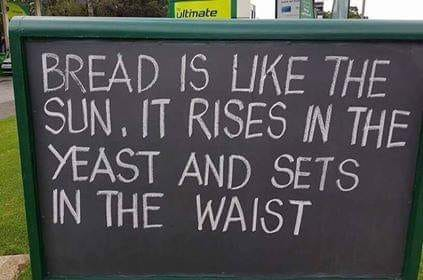 ultimate
BREAD IS LIKE THE
SUN. IT RISES IN THE
YEAST AND SETS
IN THE WAIST